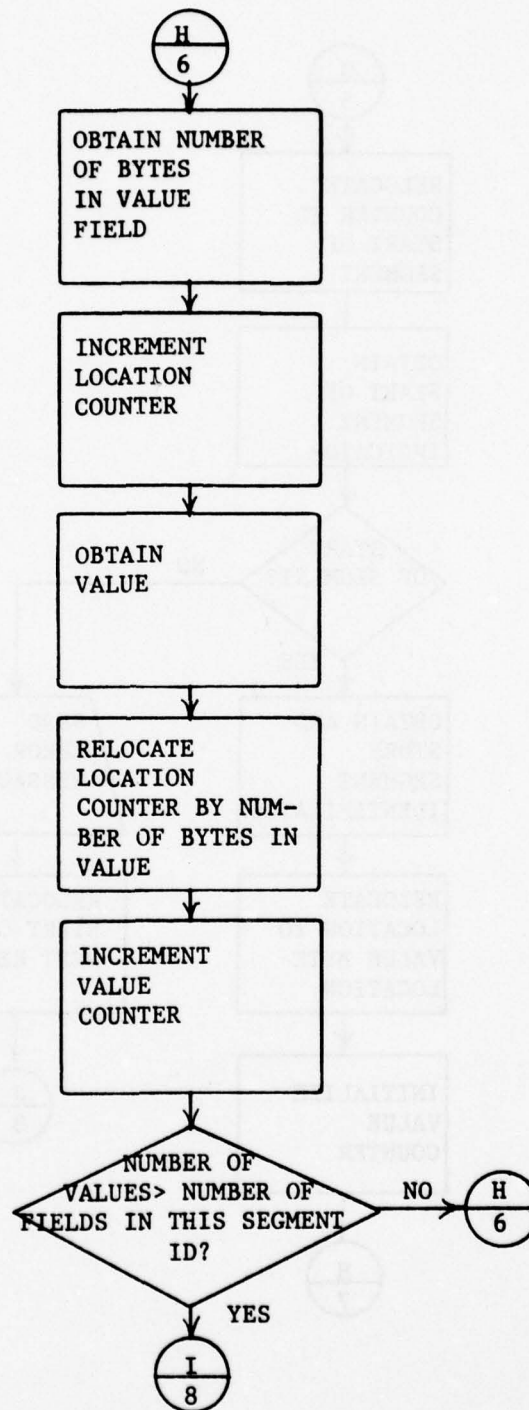 H
6
OBTAIN NUMBER
OF BYTES
IN VALUE
FIELD
INCREMENT
LOCATION
COUNTER
OBTAIN
VALUE
RELOCATE
LOCATION
COUNTER BY NUM-
BER OF BYTES IN
VALUE
INCREMENT
VALUE
COUNTER
NUMBER OF
VALUES> NUMBER OF
FIELDS IN THIS SEGMENT
ID?
NO
H
6
YES
I
8